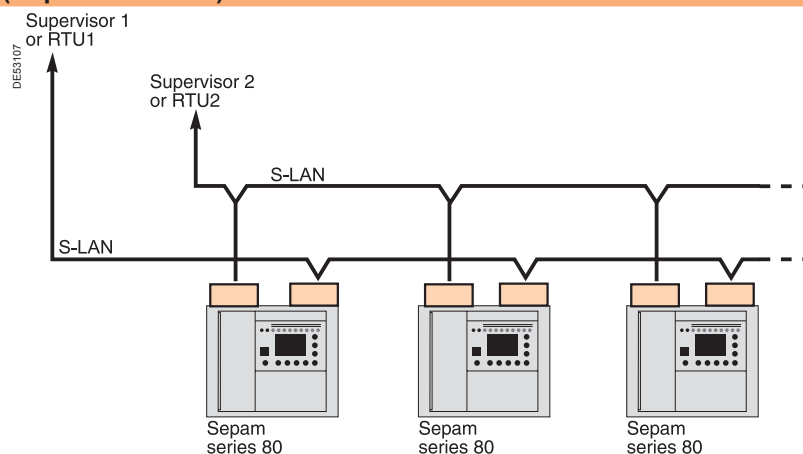 Supervisor 1
or RTU1
DE53107
Supervisor 2
or RTU2
S-LAN
S-LAN
Sepam
series 80
Sepam
series 80
Sepam
series 80